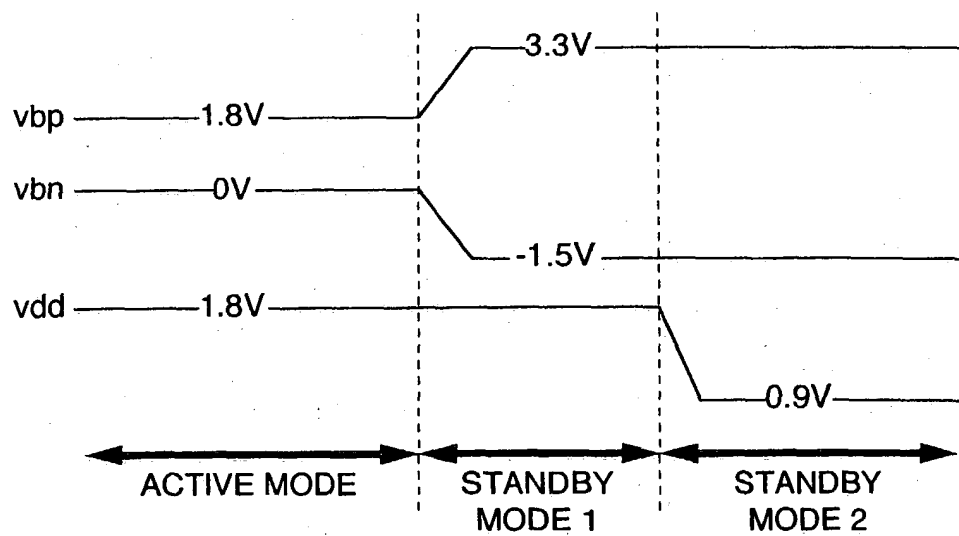 3.3V
vbp 1.8V
vbn 0V
-1.5V
vdd 1.8V
0.9V
ACTIVE MODE
STANDBY
MODE 1
STANDBY
MODE 2